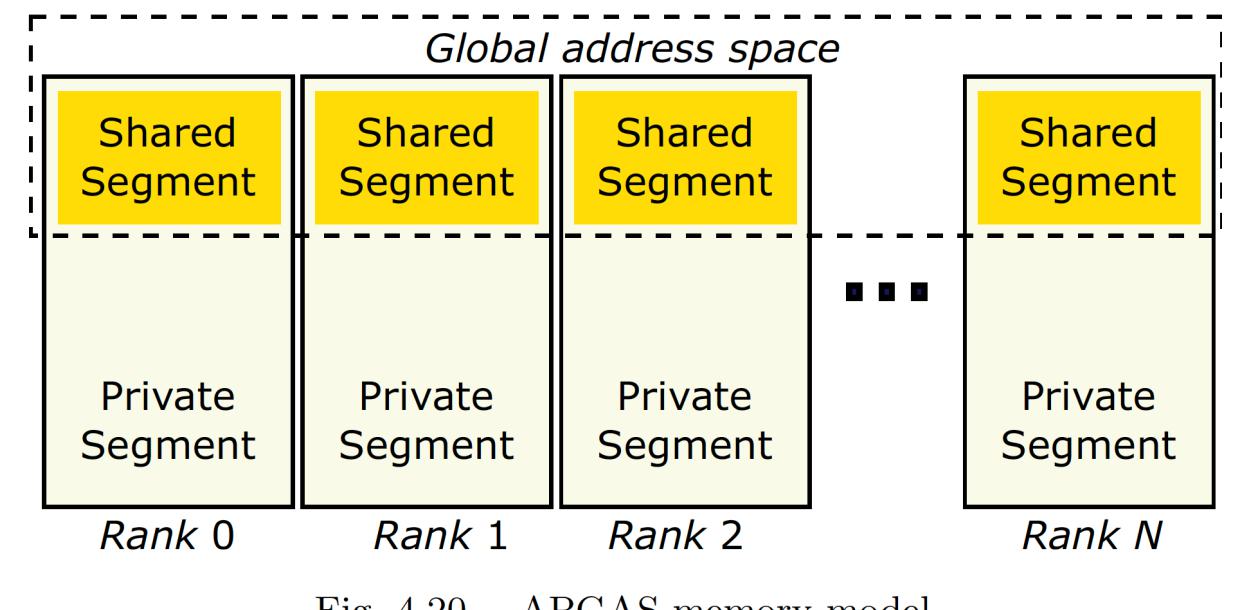 Global address space
Shared
Segment
Shared
Segment
Shared
Segment
Shared
Segment
Private
Segment
Private
Segment
Private
Segment
Private
Segment
Rank 0
Rank 1
Rank 2
Rank N
Fig. 4.20. APGAS memory model